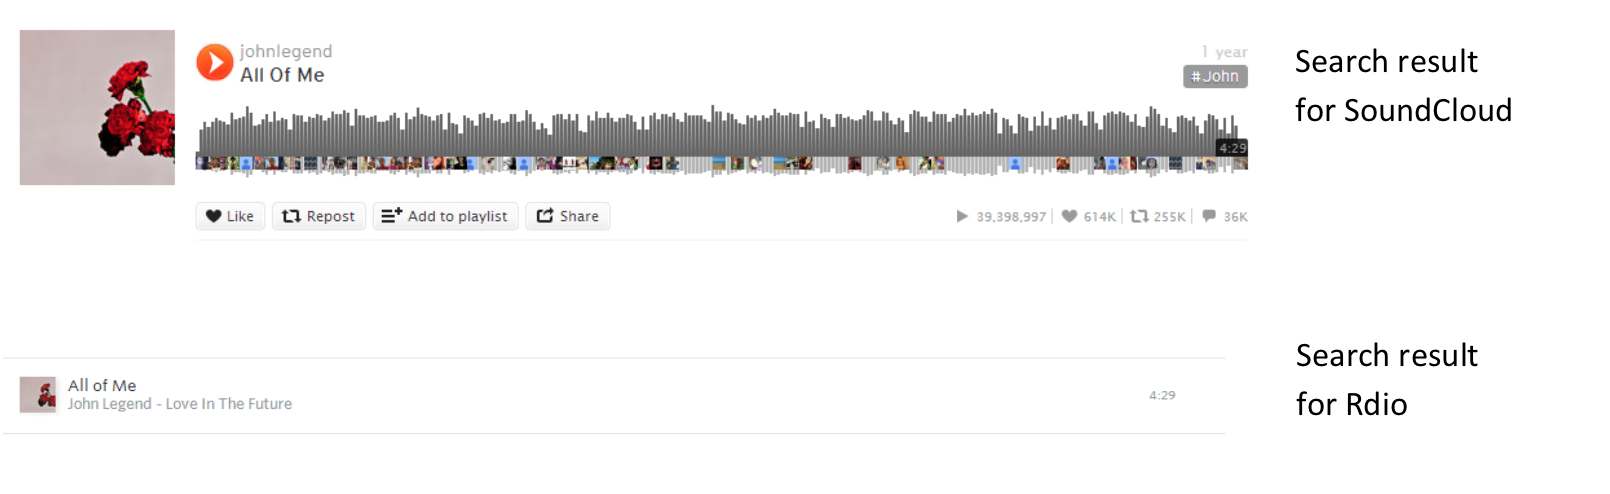 johnlegend
All Of Me
1 year
# John
4:29
Like
Repost
Add to playlist
Share
39,398,997
614K
255K
36K
Search result
for SoundCloud
All of Me
John Legend - Love In The Future
4:29
Search result
for Rdio